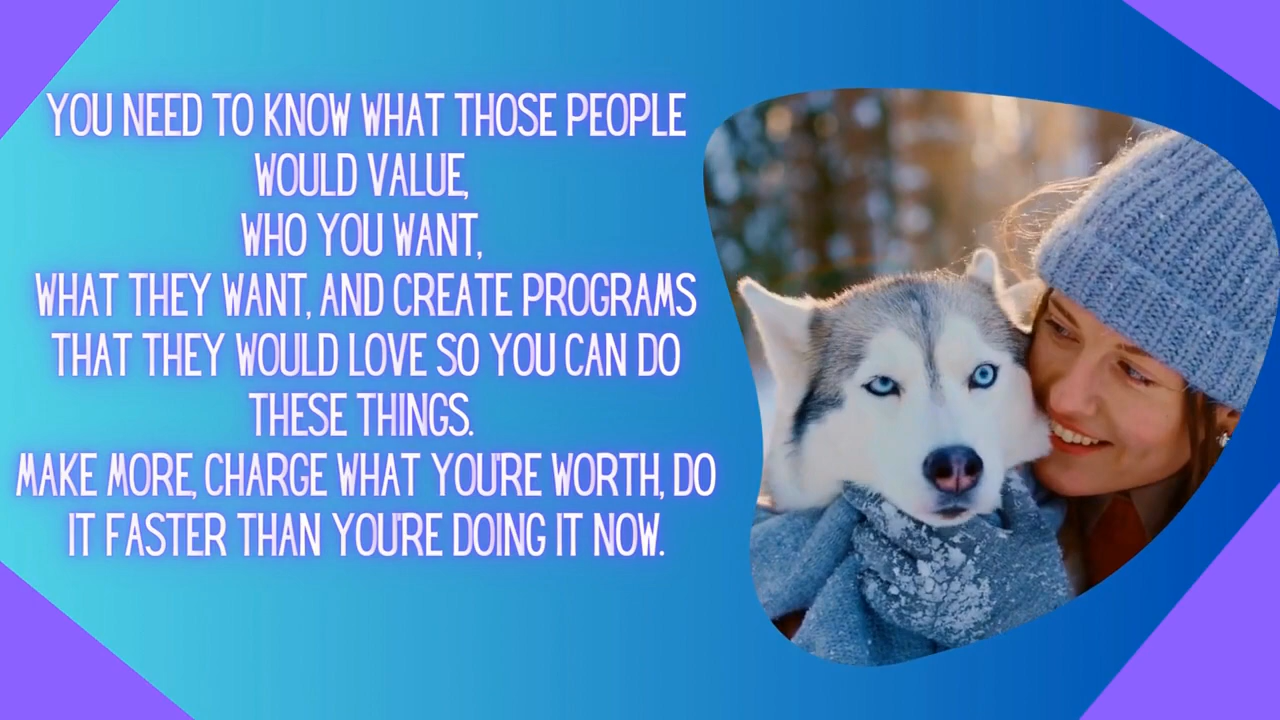 YOU NEED TO KNOW WHAT THOSE PEOPLE
WOULD VALUE,
WHO YOU WANT,
WHAT THEY WANT, AND CREATE PROGRAMS
THAT THEY WOULD LOVE SO YOU CAN DO
THESE THINGS.
MAKE MORE, CHARGE WHAT YOU'RE WORTH, DO
IT FASTER THAN YOU'RE DOING IT NOW.